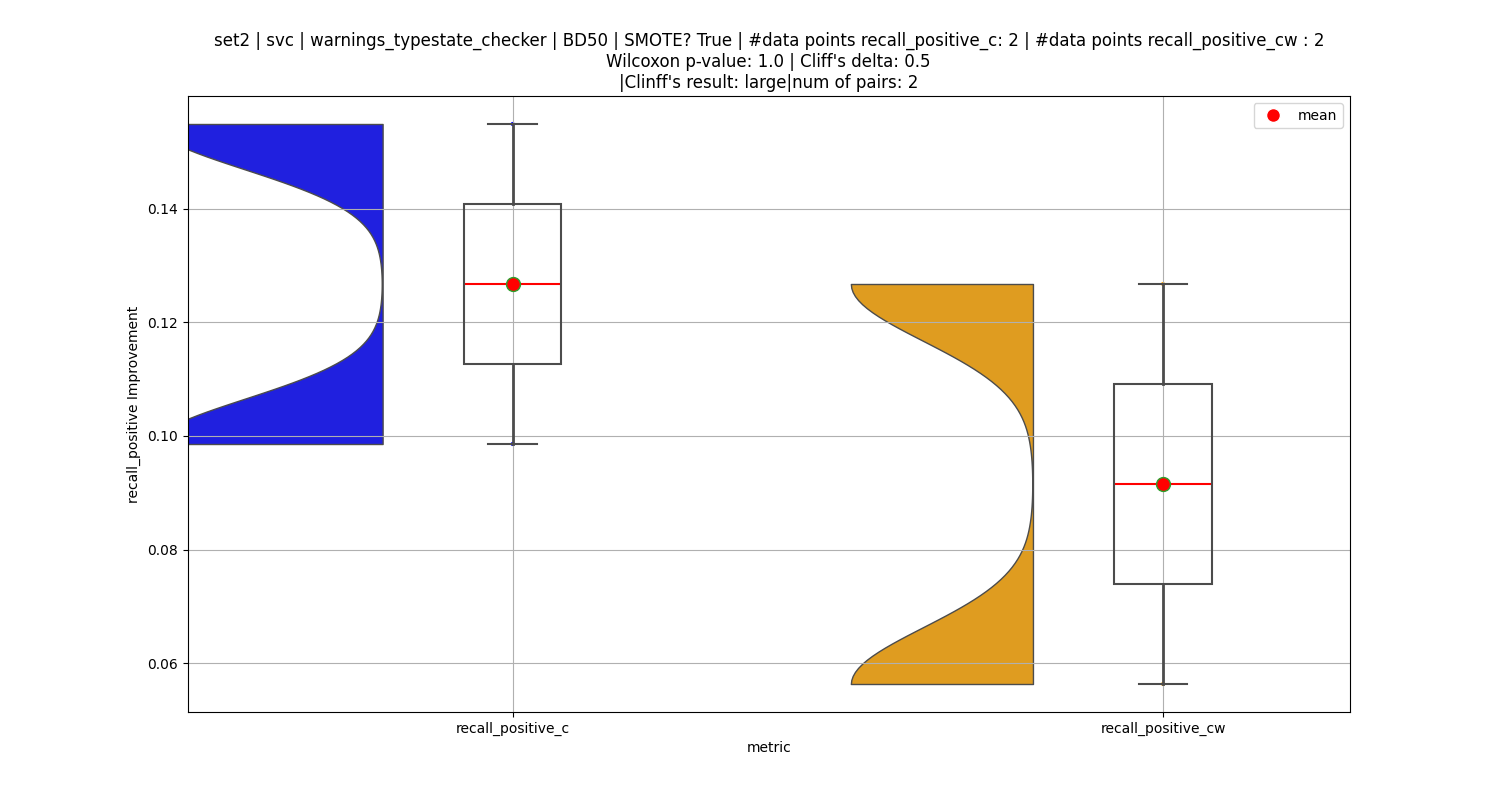 set2 | svc | warnings_typestate_checker | BD50 | SMOTE? True | #data points recall_positive_c: 2 | #data points recall_positive_cw : 2
Wilcoxon p-value: 1.0 | Cliff's delta: 0.5
|Clinff's result: large|num of pairs: 2
mean
0.14
0.12
0.10
0.08
0.06
recall_positive Improvement
recall_positive_c
recall_positive_cw
metric